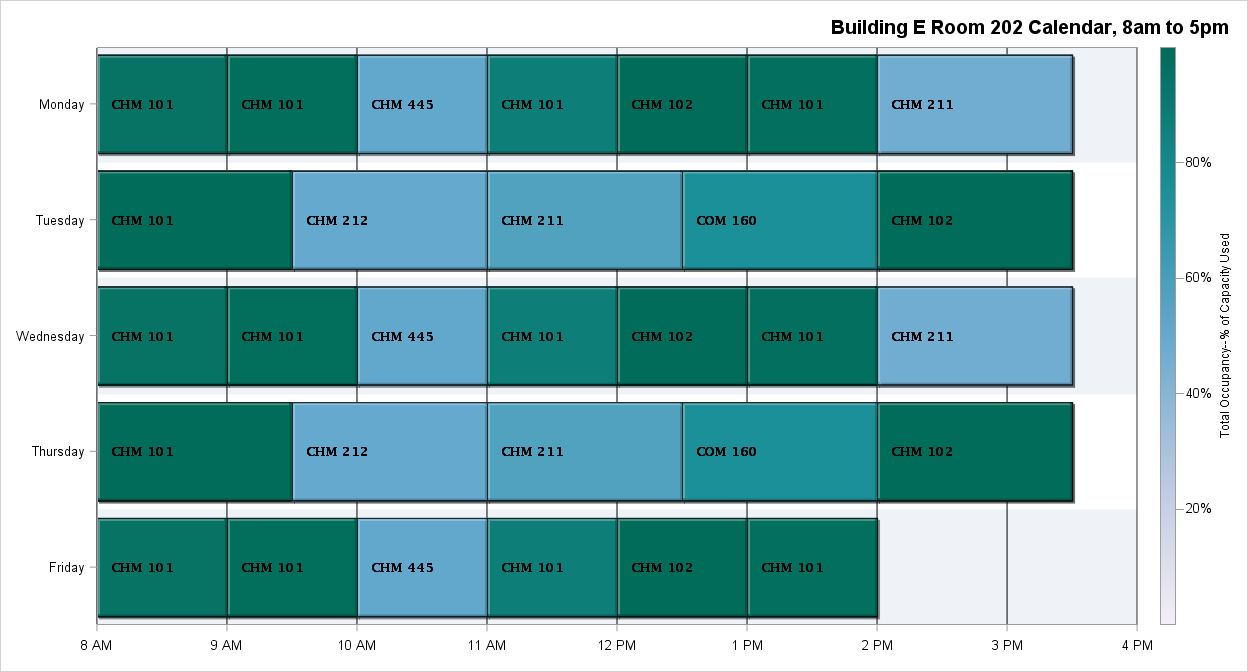 Building E Room 202 Calendar, 8am to 5pm
Monday
CHM 101
CHM 101
CHM 445
CHM 101
CHM 102
CHM 101
CHM 211
Tuesday
CHM 101
CHM 212
CHM 211
COM 160
CHM 102
Wednesday
CHM 101
CHM 101
CHM 445
CHM 101
CHM 102
CHM 101
CHM 211
Thursday
CHM 101
CHM 212
CHM 211
COM 160
CHM 102
Friday
CHM 101
CHM 101
CHM 445
CHM 101
CHM 102
CHM 101
8 AM
9 AM
10 AM
11 AM
12 PM
1 PM
2 PM
3 PM
4 PM
80%
60%
40%
20%
Total Occupancy--% of Capacity Used